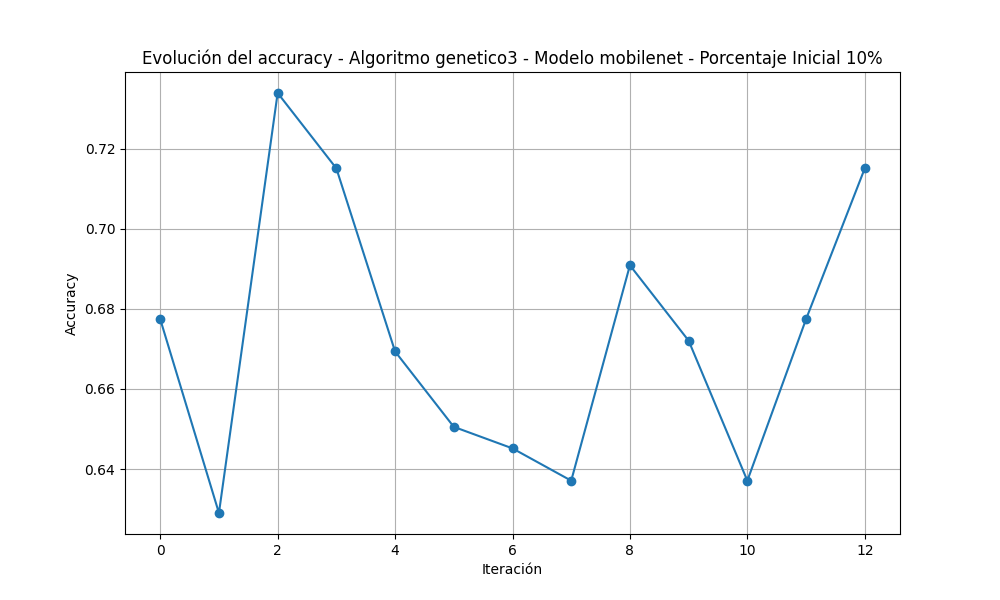 Evolución del accuracy - Algoritmo genetico3 - Modelo mobilenet - Porcentaje Inicial 10%
Accuracy
0.72
0.70
0.68
0.66
0.64
0 2 4 6 8 10 12
Iteración